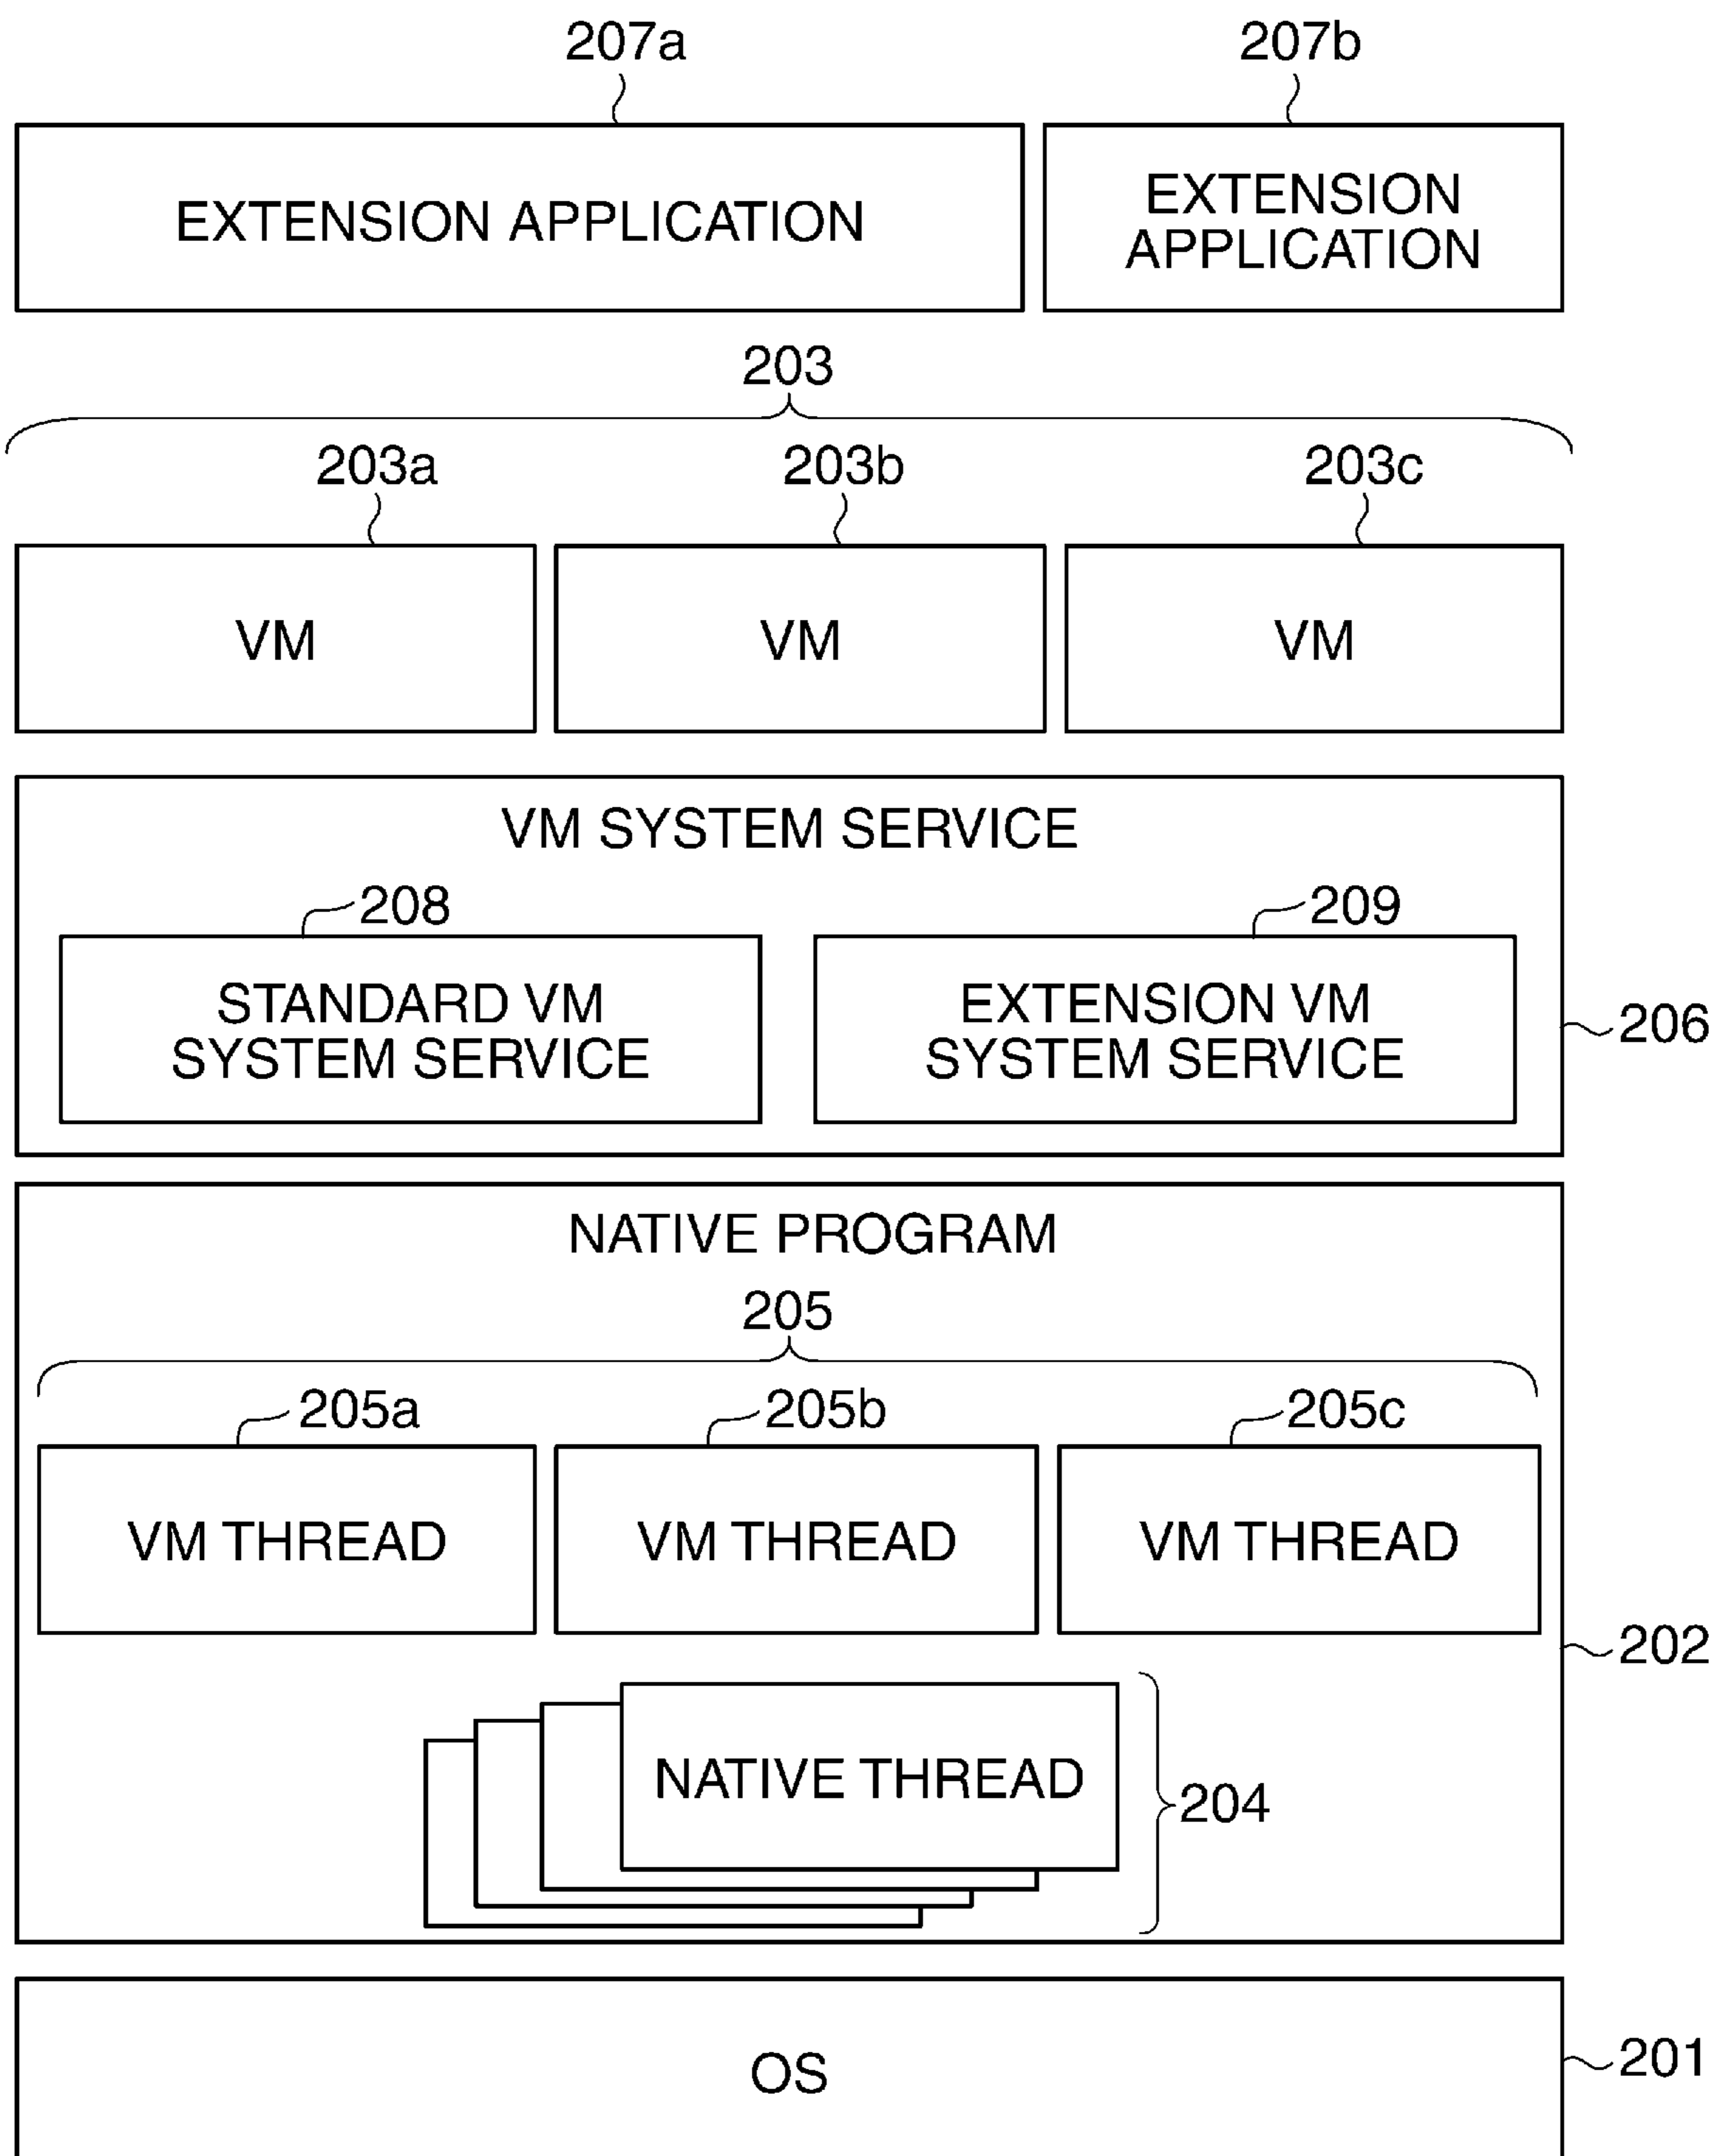 207a
207b
EXTENSION APPLICATION
EXTENSION
APPLICATION
203
203a
203b
203c
VM
VM
VM
VM SYSTEM SERVICE
208
209
STANDARD VM
SYSTEM SERVICE
EXTENSION VM
SYSTEM SERVICE
206
NATIVE PROGRAM
205
205a
205b
205c
VM THREAD
VM THREAD
VM THREAD
202
NATIVE THREAD
204
OS
201